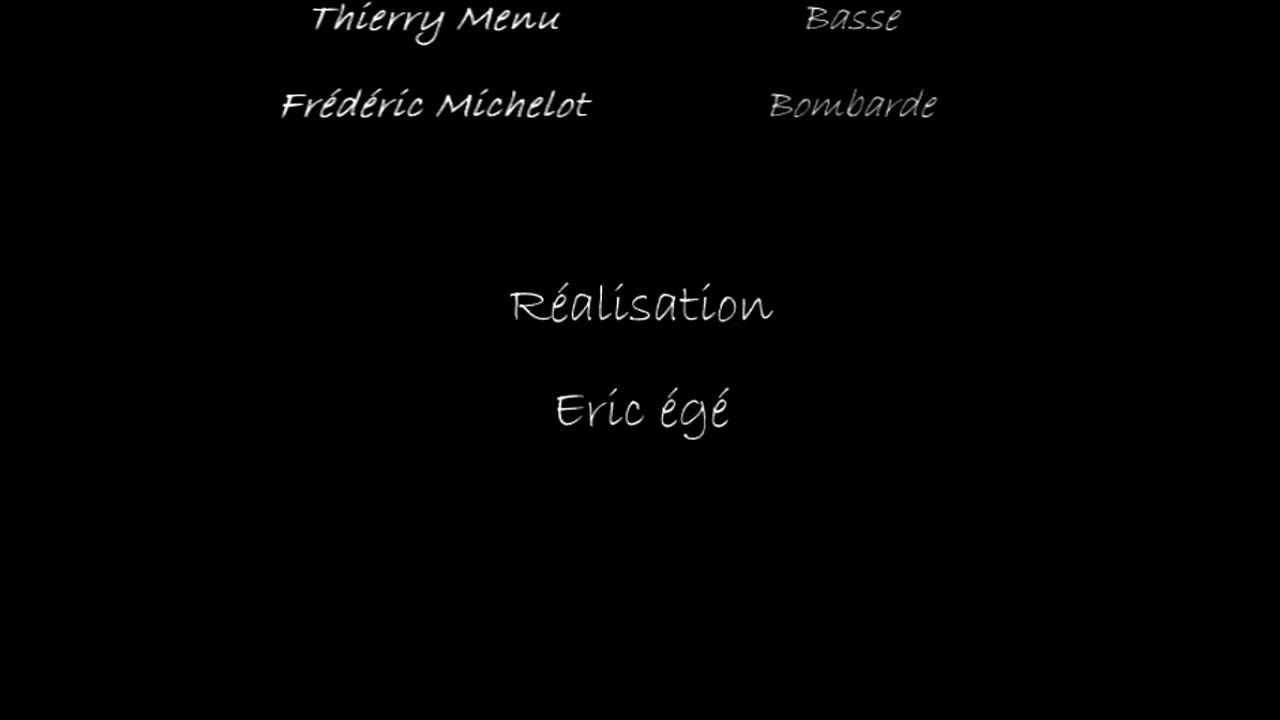 Thierry Menu Basse
Frédéric Michelot Bombarde
Réalisation
Eric égé